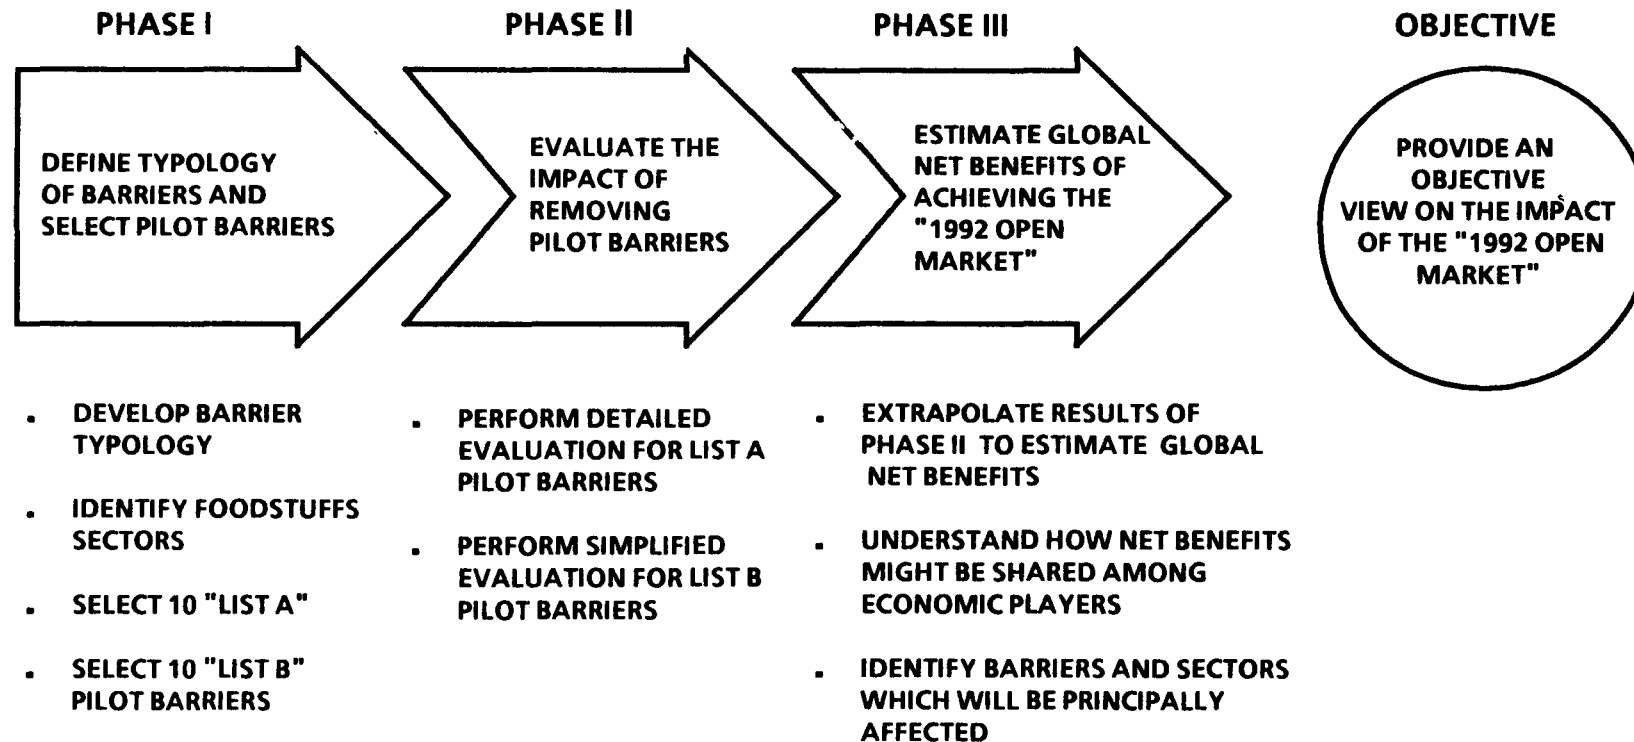 PHASE I
DEFINE TYPOLOGY
OF BARRIERS AND
SELECT PILOT BARRIERS
. DEVELOP BARRIER
TYPOLOGY
. IDENTIFY FOODSTUFFS
SECTORS
. SELECT 10 "LIST A"
. SELECT 10 "LIST B"
PILOT BARRIERS
PHASE II
EVALUATE THE
IMPACT OF
REMOVING
PILOT BARRIERS
. PERFORM DETAILED
EVALUATION FOR LIST A
PILOT BARRIERS
. PERFORM SIMPLIFIED
EVALUATION FOR LIST B
PILOT BARRIERS
PHASE III
ESTIMATE GLOBAL
NET BENEFITS OF
ACHIEVING THE
"1992 OPEN
MARKET"
. EXTRAPOLATE RESULTS OF
PHASE II TO ESTIMATE GLOBAL
NET BENEFITS
. UNDERSTAND HOW NET BENEFITS
MIGHT BE SHARED AMONG
ECONOMIC PLAYERS
. IDENTIFY BARRIERS AND SECTORS
WHICH WILL BE PRINCIPALLY
AFFECTED
OBJECTIVE
PROVIDE AN
OBJECTIVE
VIEW ON THE IMPACT
OF THE "1992 OPEN
MARKET"